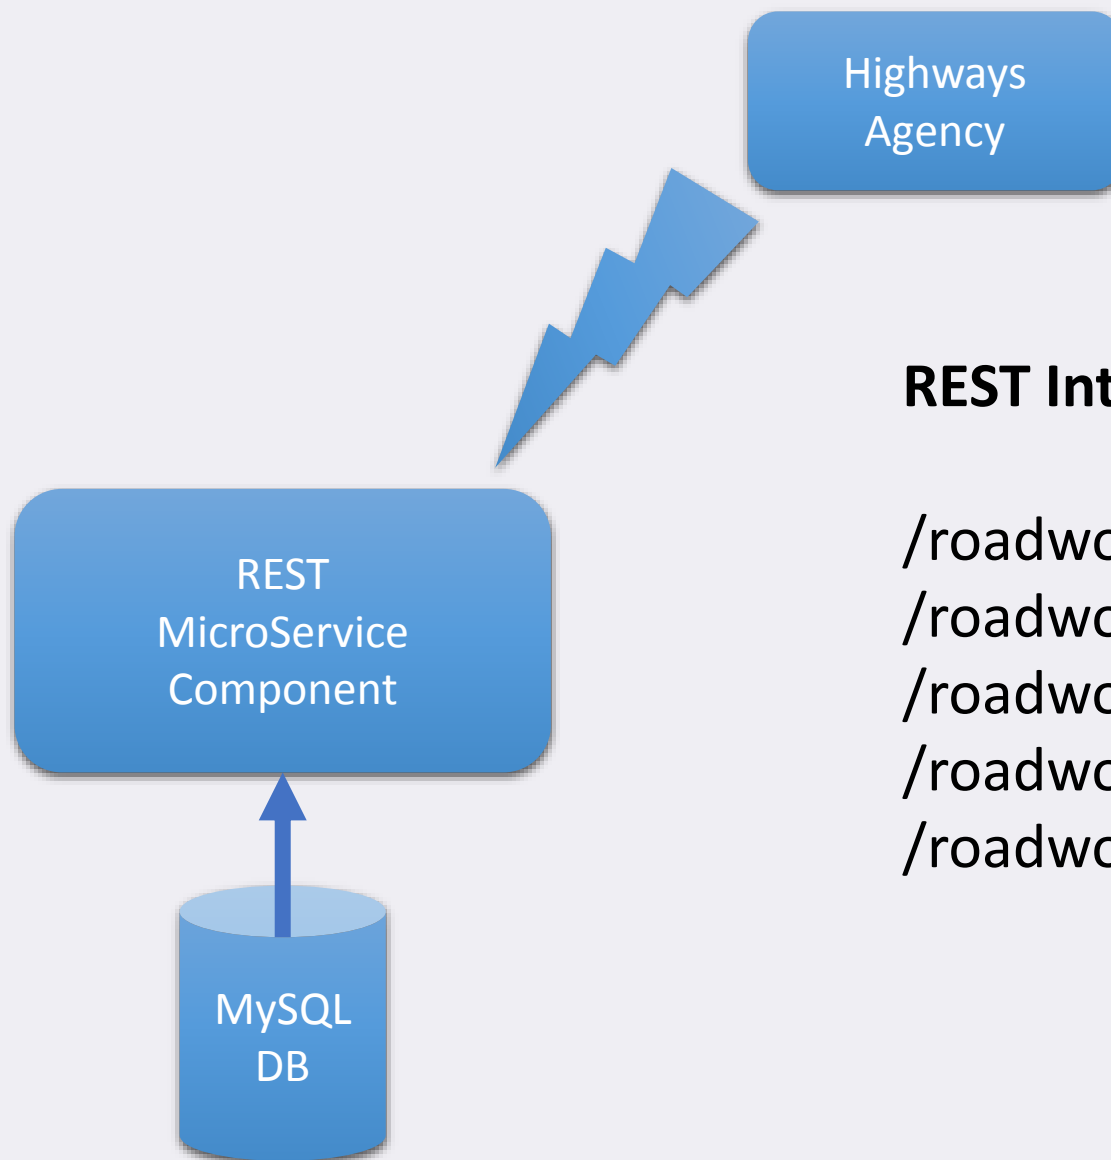 Highways
Agency
REST Int
/roadwo
/roadwo
/roadwo
/roadwo
/roadwo
REST
MicroService
Component
MySQL
DB